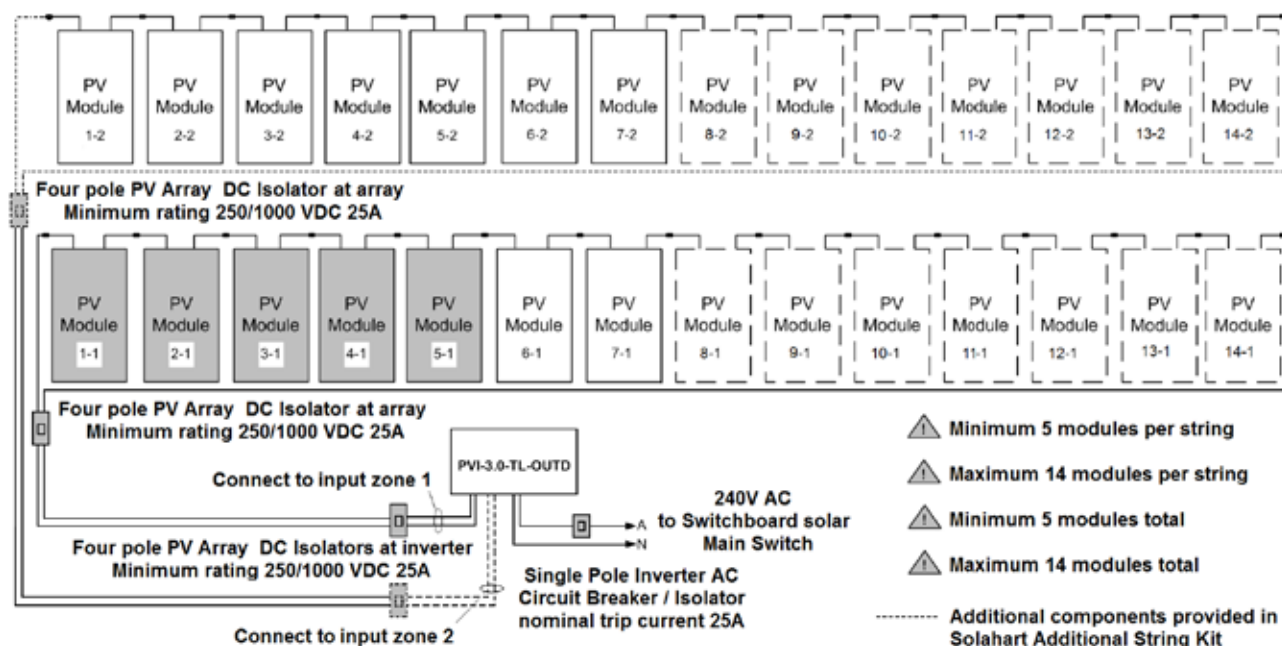 PV Module 1-2
PV Module 2-2
PV Module 3-2
PV Module 4-2
PV Module 5-2
PV Module 6-2
PV Module 7-2
PV Module 8-2
PV Module 9-2
PV Module 10-2
PV Module 11-2
PV Module 12-2
PV Module 13-2
PV Module 14-2
Four pole PV Array DC Isolator at array
Minimum rating 250/1000 VDC 25A
PV Module 1-1
PV Module 2-1
PV Module 3-1
PV Module 4-1
PV Module 5-1
PV Module 6-1
PV Module 7-1
PV Module 8-1
PV Module 9-1
PV Module 10-1
PV Module 11-1
PV Module 12-1
PV Module 13-1
PV Module 14-1
Four pole PV Array DC Isolator at array
Minimum rating 250/1000 VDC 25A
PVI-3.0-TL-OUTD
Connect to input zone 1
240V AC
to Switchboard solar
Main Switch
A
N
Four pole PV Array DC Isolators at inverter
Minimum rating 250/1000 VDC 25A
Single Pole Inverter AC
Circuit Breaker / Isolator
nominal trip current 25A
Connect to input zone 2
! Minimum 5 modules per string
! Maximum 14 modules per string
! Minimum 5 modules total
! Maximum 14 modules total
Additional components provided in
Solahart Additional String Kit